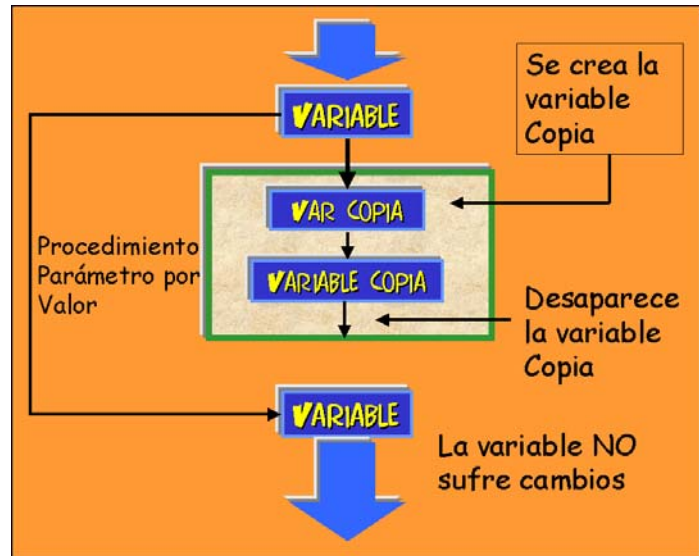 VARIABLE
Se crea la
variable
Copia
VAR COPIA
Procedimiento
Parámetro por
Valor
VARIABLE COPIA
Desaparece
la variable
Copia
VARIABLE
La variable NO
sufre cambios